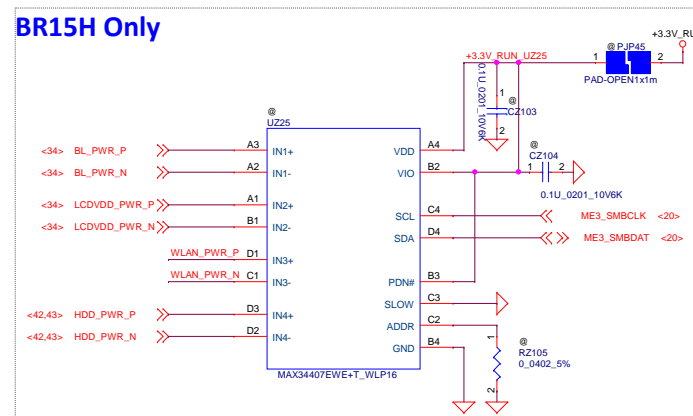 BR15H Only
@ PJP45
+3.3V_RU
+3.3V_RUN_UZ25
1 2
PAD-OPEN1x1m
0.1U_0201_10V6K
1
@
CZ103
2
@
UZ25
@
CZ104
1 2
0.1U_0201_10V6K
<34> BL_PWR_P A3 IN1+ VDD A4
<34> BL_PWR_N A2 IN1- VIO B2
<34> LCDVDD_PWR_P A1 IN2+ SCL C4 ME3_SMBCLK <20>
<34> LCDVDD_PWR_N B1 IN2- SDA D4 ME3_SMBDAT <20>
WLAN_PWR_P D1 IN3+
WLAN_PWR_N C1 IN3- PDN# B3
SLOW C3
<42,43> HDD_PWR_P D3 IN4+ ADDR C2
<42,43> HDD_PWR_N D2 IN4- GND B4
MAX34407EWE+T_WLP16
1
@
RZ105
0_0402_5%
2